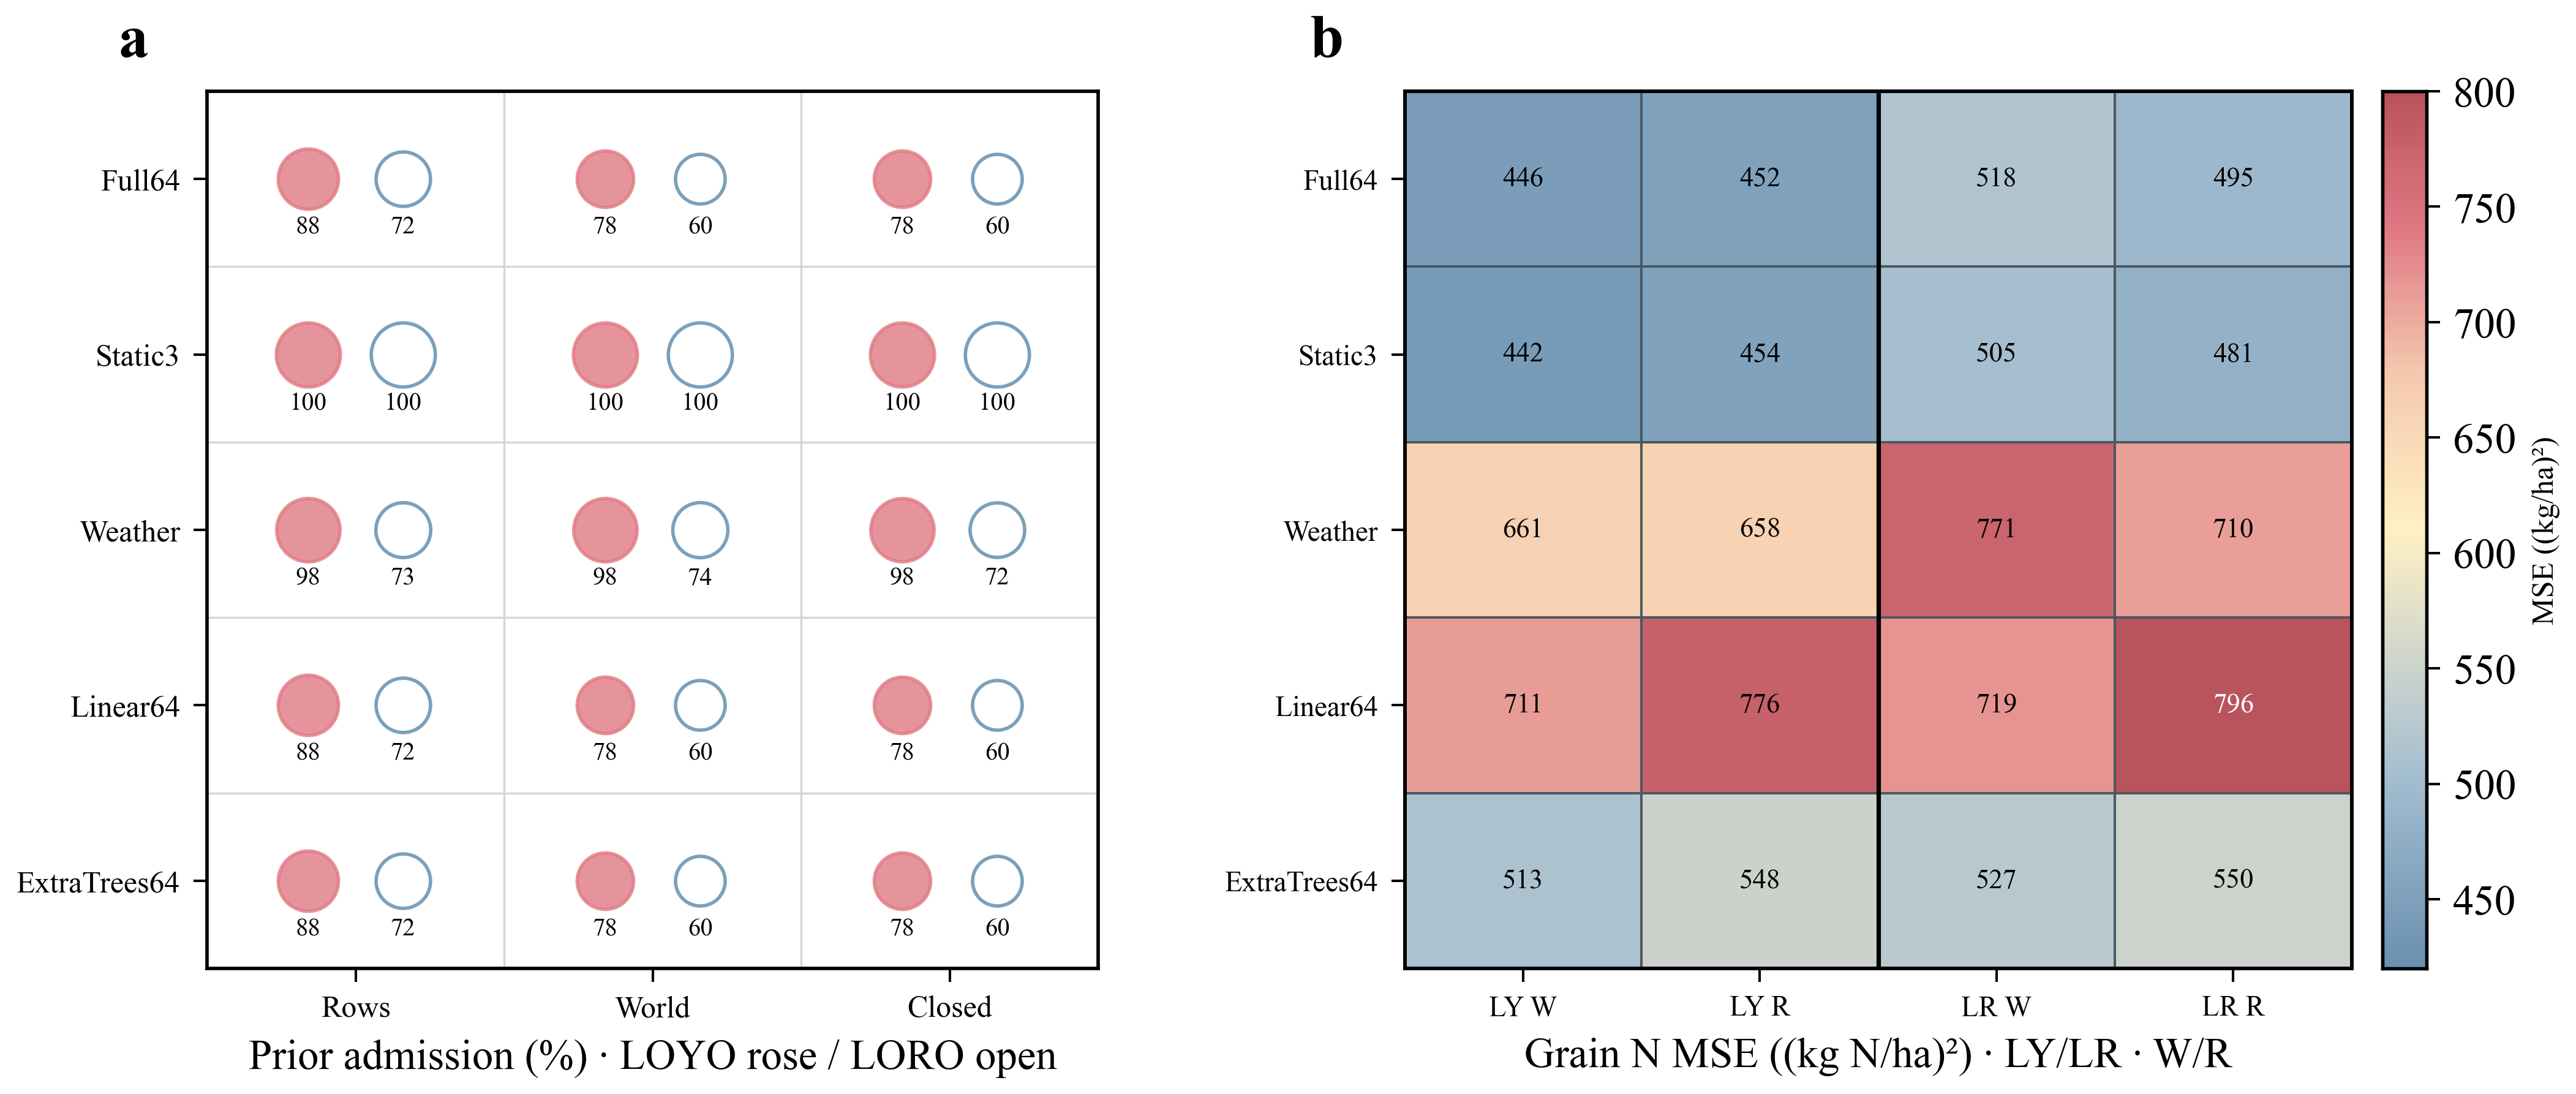 a
Full64
88 72 78 60 78 60
Static3
100 100 100 100 100 100
Weather
98 73 98 74 98 72
Linear64
88 72 78 60 78 60
ExtraTrees64
88 72 78 60 78 60
Rows World Closed
Prior admission (%) · LOYO rose / LORO open
b
Full64 446 452 518 495
Static3 442 454 505 481
Weather 661 658 771 710
Linear64 711 776 719 796
ExtraTrees64 513 548 527 550
LY W LY R LR W LR R
Grain N MSE ((kg N/ha)²) · LY/LR · W/R
800
750
700
650
600
550
500
450
MSE ((kg/ha)²)